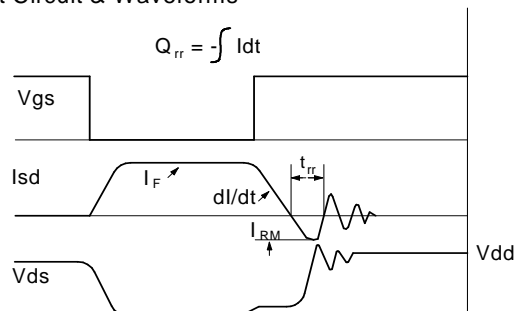 t Circuit & Waveforms
Q rr = -∫ Idt
Vgs
t rr
Isd
I F
dI/dt
I RM
Vdd
Vds